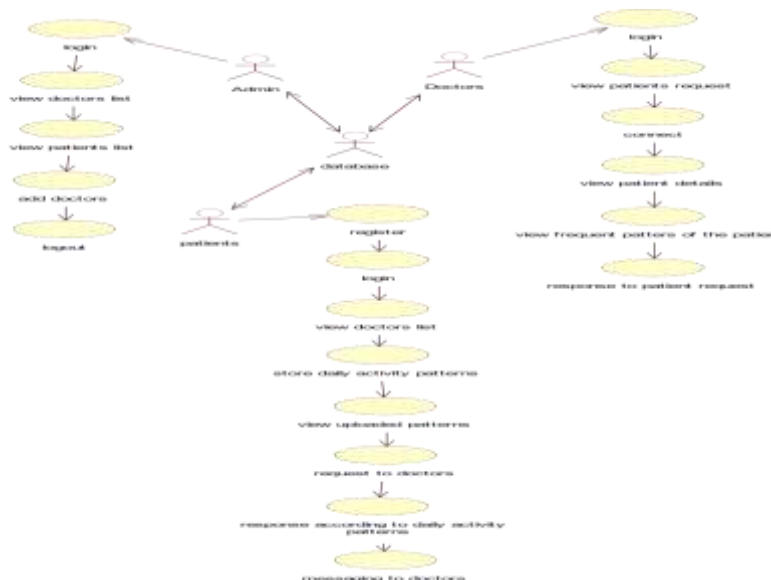 login
view doctors list
view patients list
add doctors
logout
Admin
Doctors
database
patients
login
view patients request
connect
view patient details
view frequent pattern of the patie
response to patient request
register
login
view doctors list
store daily activity patterns
view uploaded patterns
request to doctors
response according to daily activity
patterns
messaging to doctors